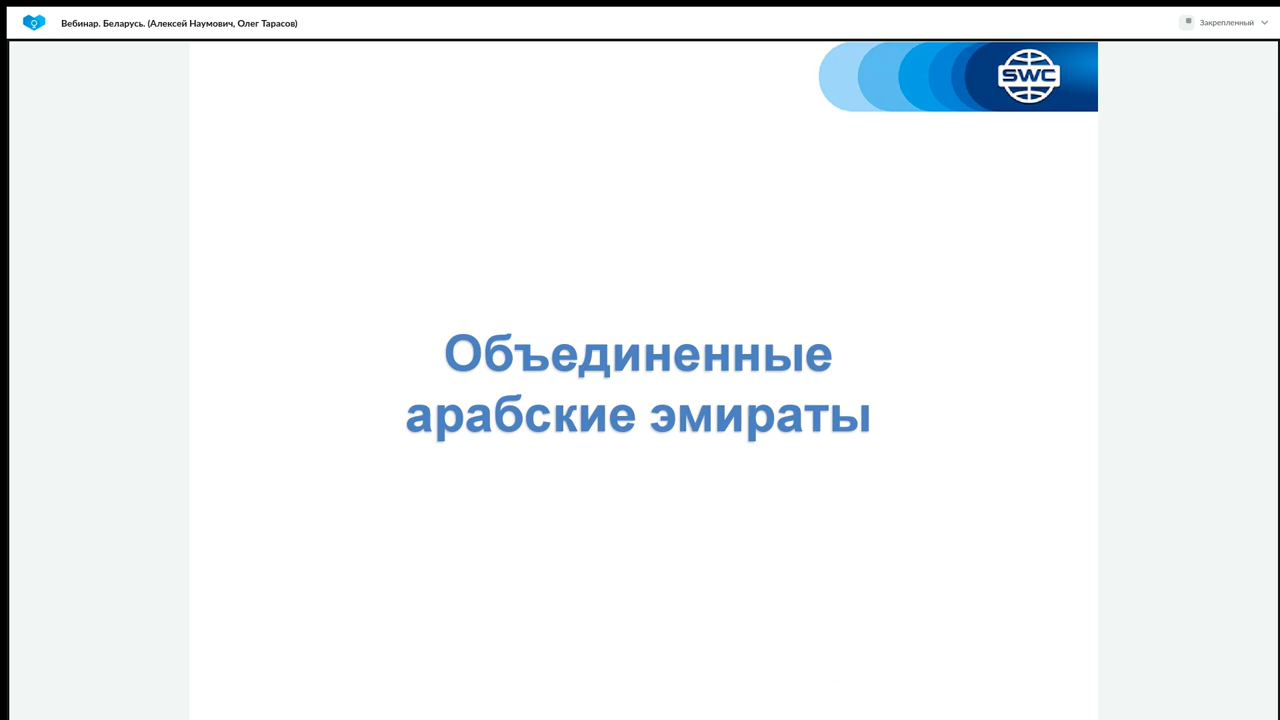 Вебинар. Беларусь. (Алексей Наумович, Олег Тарасов)
Закрепленный
SWC
Объединенные
арабские эмираты